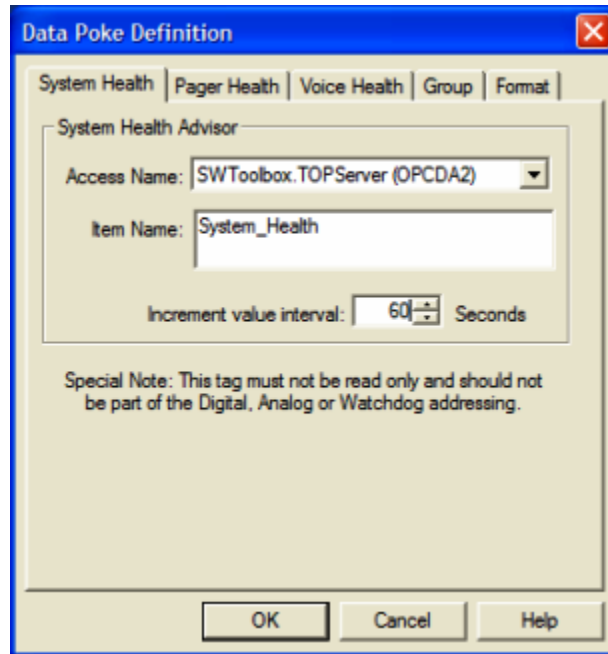 Data Poke Definition
System Health Pager Health Voice Health Group Format
System Health Advisor
Access Name: SWToolbox.TOPServer (OPCDA2)
Item Name: System_Health
Increment value interval: 60 Seconds
Special Note: This tag must not be read only and should not
be part of the Digital, Analog or Watchdog addressing.
OK Cancel Help